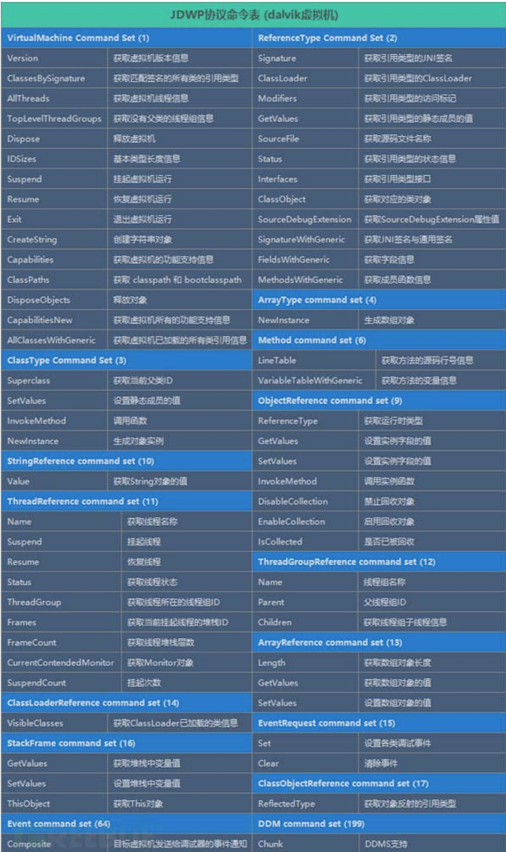 JDWP协议命令表 (dalvik虚拟机)
VirtualMachine Command Set (1)
Version 获取虚拟机版本信息
ClassesBySignature 获取匹配签名的所有类的引用类型
AllThreads 获取虚拟机线程信息
TopLevelThreadGroups 获取没有父类的线程组信息
Dispose 释放虚拟机
IDSizes 基本类型长度信息
Suspend 挂起虚拟机运行
Resume 恢复虚拟机运行
Exit 退出虚拟机运行
CreateString 创建字符串对象
Capabilities 获取虚拟机的功能支持信息
ClassPaths 获取 classpath 和 bootclasspath
DisposeObjects 释放对象
CapabilitiesNew 获取虚拟机所有的功能支持信息
AllClassesWithGeneric 获取虚拟机已加载的所有类引用信息
ClassType Command Set (3)
Superclass 获取当前父类ID
SetValues 设置静态成员的值
InvokeMethod 调用函数
NewInstance 生成对象实例
StringReference command set (10)
Value 获取String对象的值
ThreadReference command set (11)
Name 获取线程名称
Suspend 挂起线程
Resume 恢复线程
Status 获取线程状态
ThreadGroup 获取线程所在的线程组ID
Frames 获取当前挂起线程的堆栈ID
FrameCount 获取线程堆栈层数
CurrentContendedMonitor 获取Monitor对象
SuspendCount 挂起次数
ClassLoaderReference command set (14)
VisibleClasses 获取ClassLoader已加载的类信息
StackFrame command set (16)
GetValues 获取堆栈中变量值
SetValues 设置堆栈中变量值
ThisObject 获取This对象
Event command set (64)
Composite 目标虚拟机发送给调试器的事件通知
ReferenceType Command Set (2)
Signature 获取引用类型的JNI签名
ClassLoader 获取引用类型的ClassLoader
Modifiers 获取引用类型的访问标记
GetValues 获取引用类型的静态成员的值
SourceFile 获取源码文件名称
Status 获取引用类型的状态信息
Interfaces 获取引用类型接口
ClassObject 获取对应的类对象
SourceDebugExtension 获取SourceDebugExtension属性值
SignatureWithGeneric 获取JNI签名与通用签名
FieldsWithGeneric 获取字段信息
MethodsWithGeneric 获取成员函数信息
ArrayType command set (4)
NewInstance 生成数组对象
Method command set (6)
LineTable 获取方法的源码行号信息
VariableTableWithGeneric 获取方法的变量信息
ObjectReference command set (9)
ReferenceType 获取运行时类型
GetValues 设置实例字段的值
SetValues 设置实例字段的值
InvokeMethod 调用实例函数
DisableCollection 禁止回收对象
EnableCollection 启用回收对象
IsCollected 是否已被回收
ThreadGroupReference command set (12)
Name 线程组名称
Parent 父线程组ID
Children 获取线程组子线程信息
ArrayReference command set (13)
Length 获取数组对象长度
GetValues 获取数组对象的值
SetValues 设置数组对象的值
EventRequest command set (15)
Set 设置各类调试事件
Clear 清除事件
ClassObjectReference command set (17)
ReflectedType 获取对象反射的引用类型
DDM command set (199)
Chunk DDMS支持